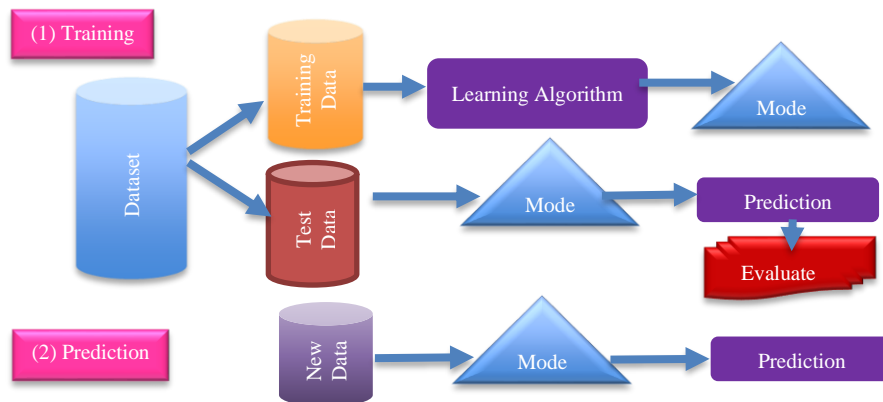 (1) Training
Training
Data
Learning Algorithm
Mode
Dataset
Test
Data
Mode
Prediction
Evaluate
(2) Prediction
New
Data
Mode
Prediction